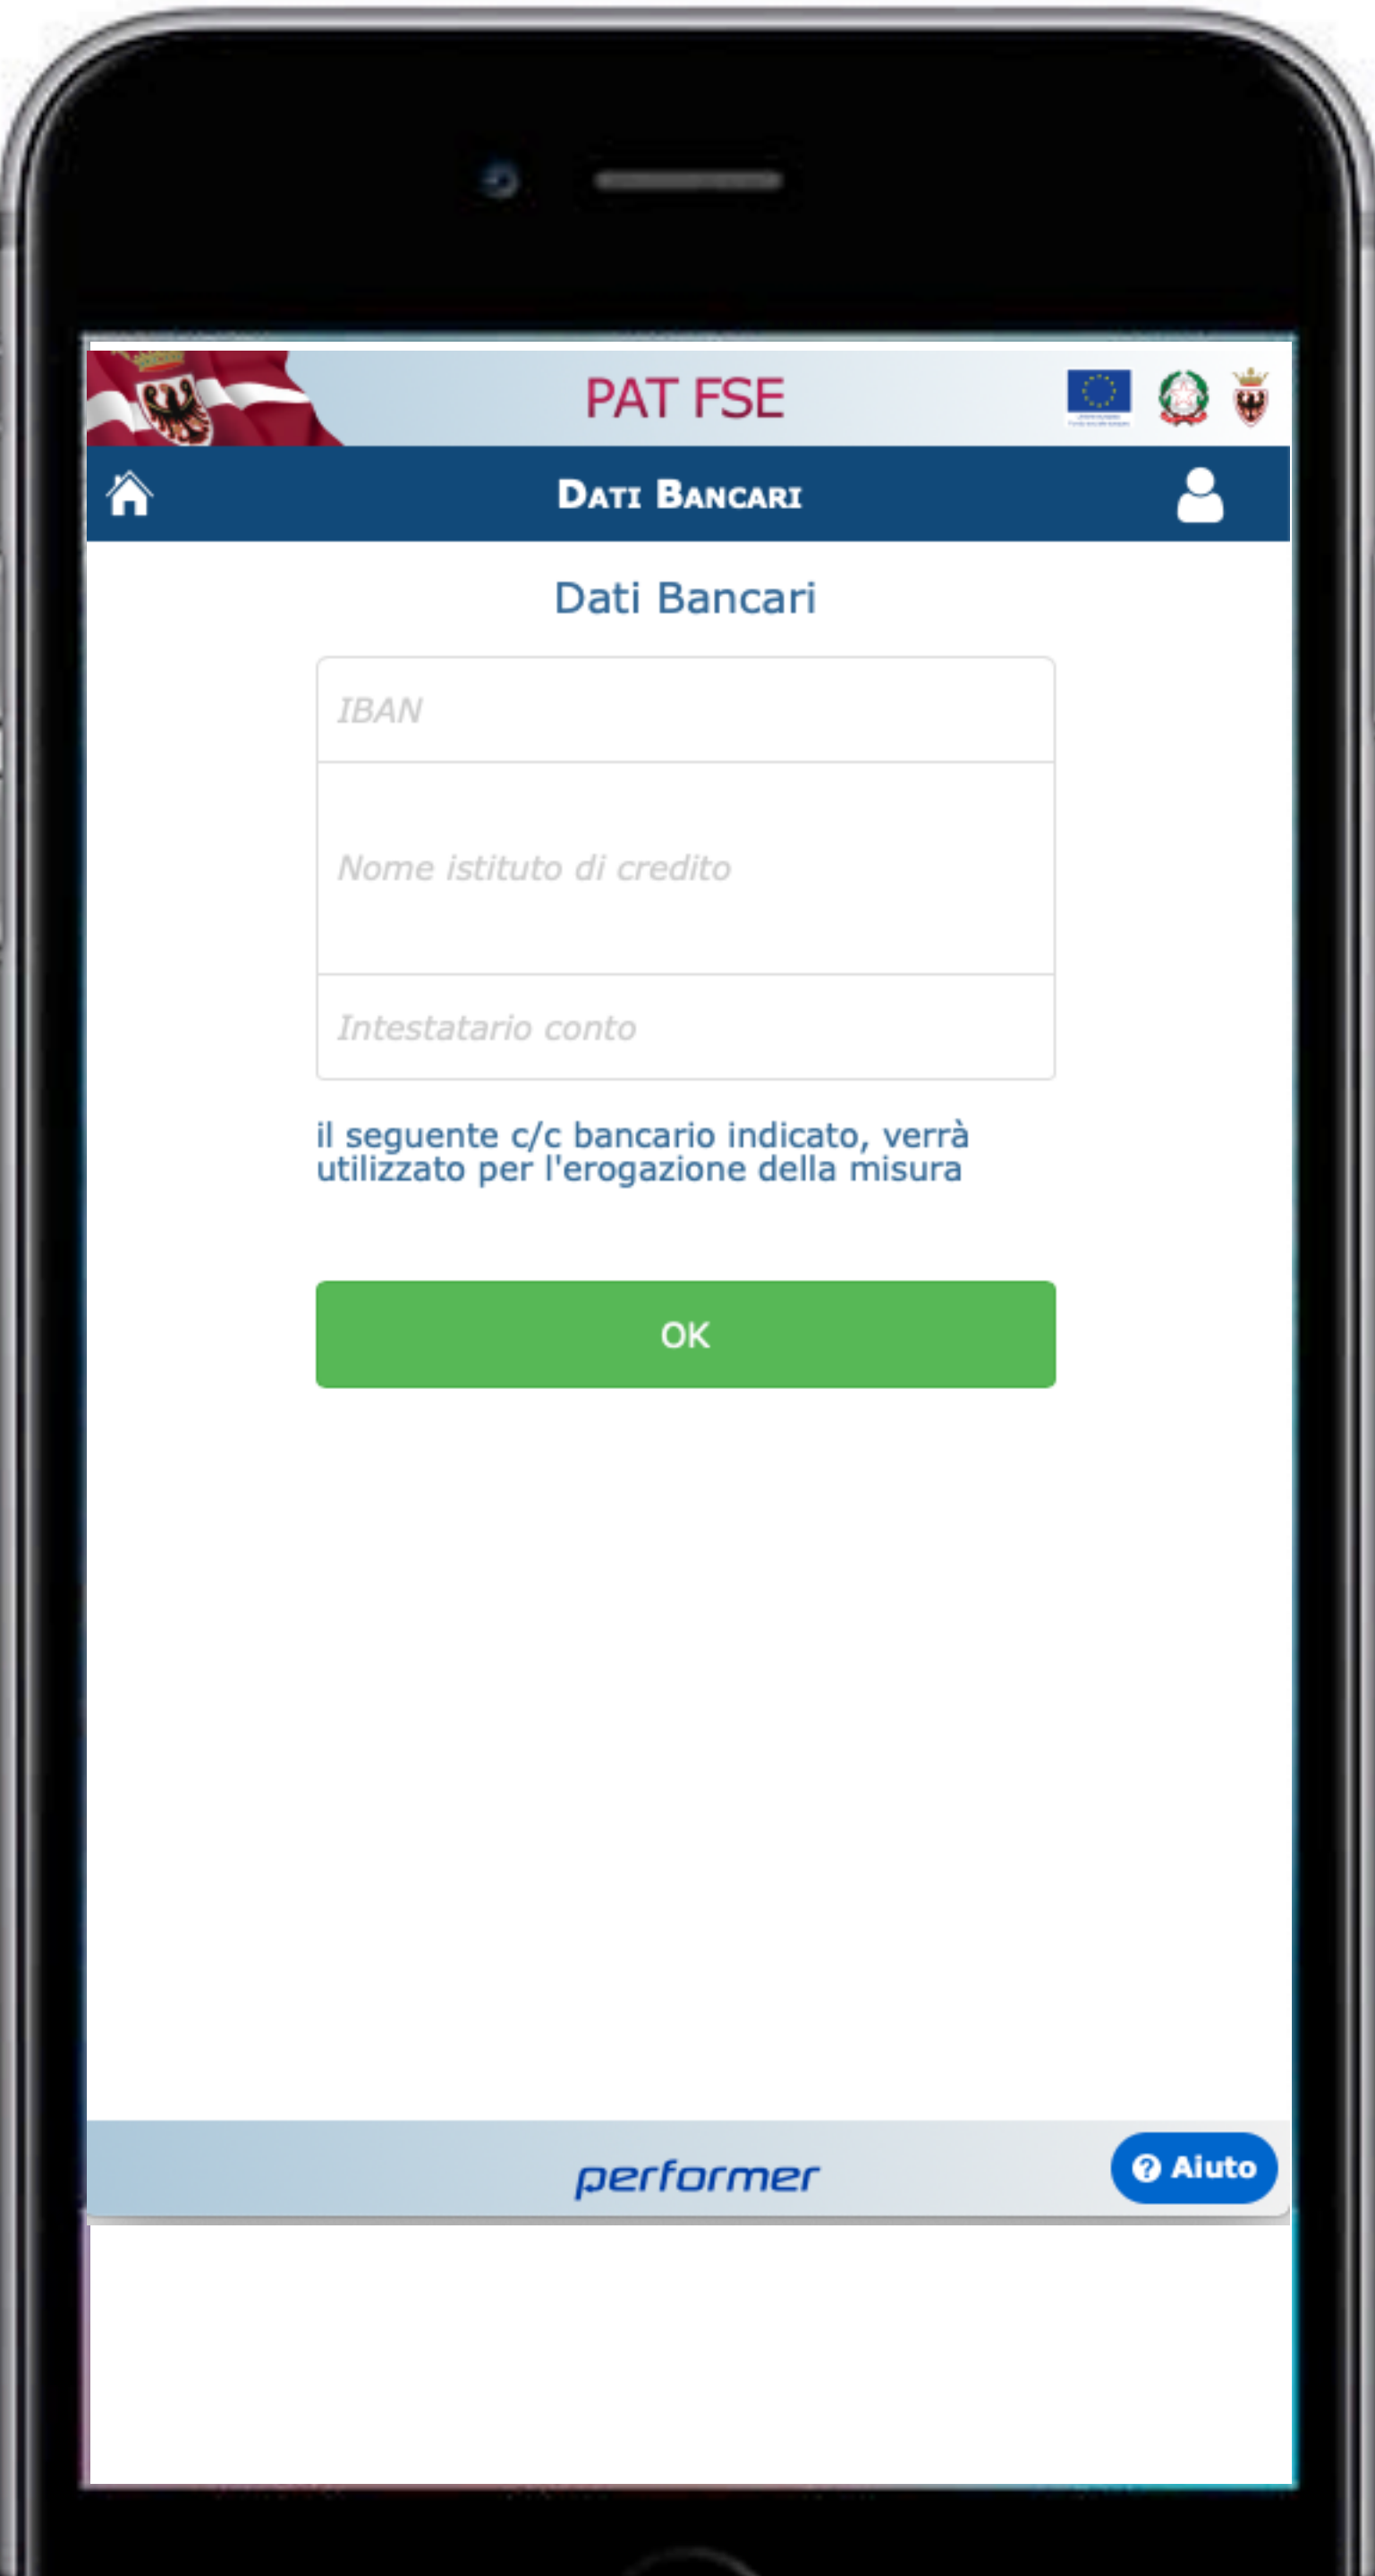 PAT FSE
Dati Bancari
Dati Bancari
IBAN
Nome istituto di credito
Intestatario conto
il seguente c/c bancario indicato, verrà
utilizzato per l'erogazione della misura
OK
performer
? Aiuto